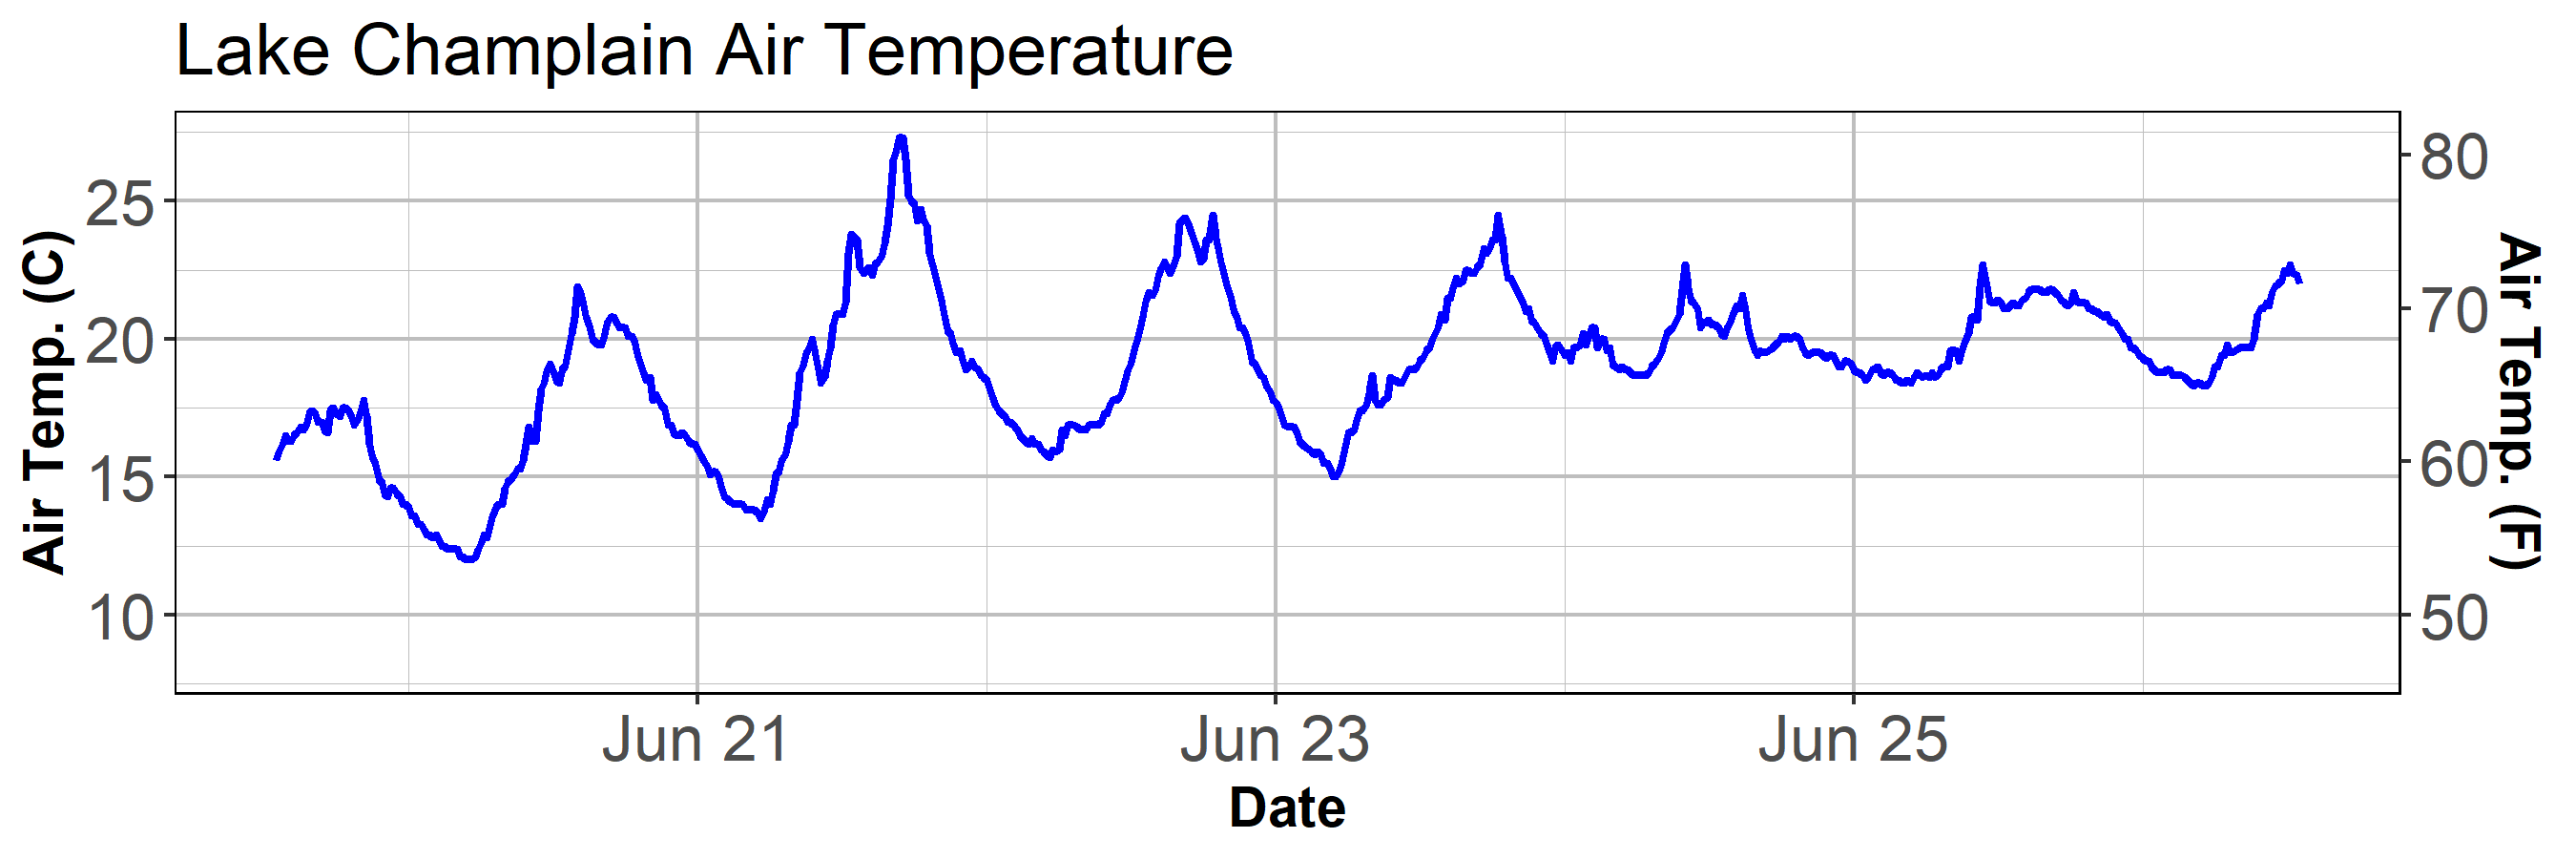 Lake Champlain Air Temperature
Air Temp. (C)
25
20
15
10
80
70
60
50
Air Temp. (F)
Jun 21
Jun 23
Jun 25
Date